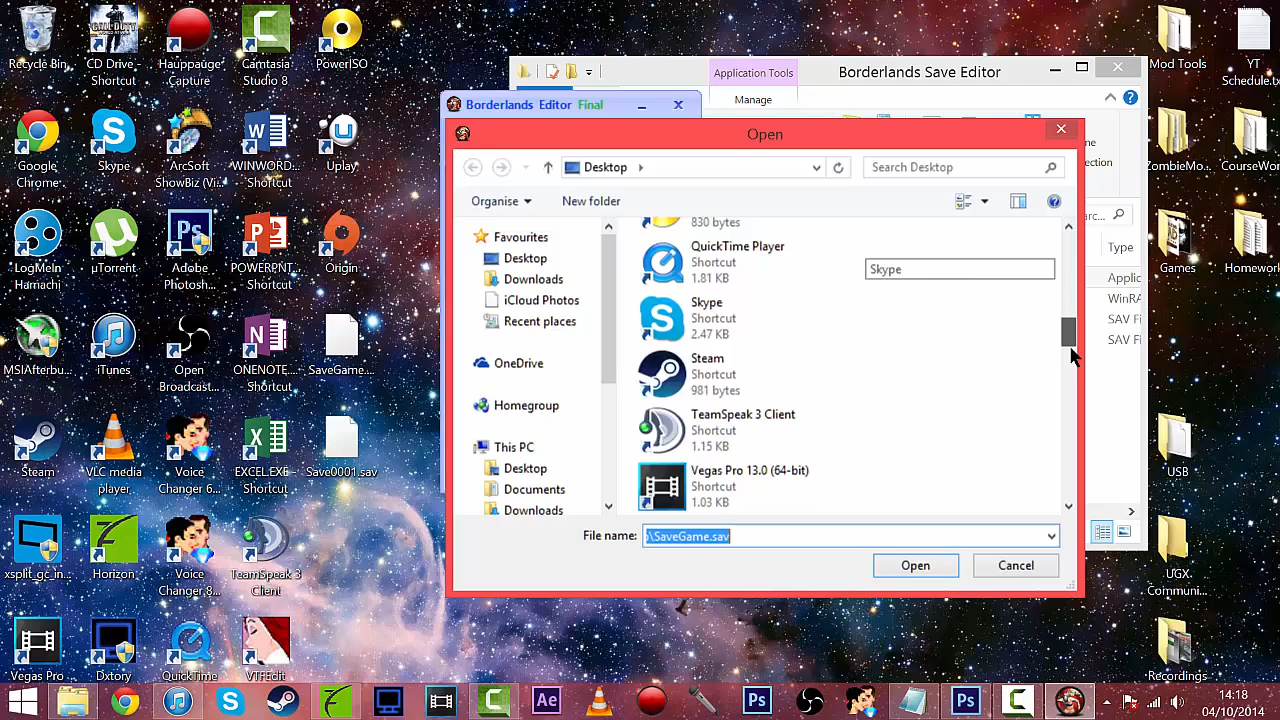 Recycle Bin
CD Drive -
Shortcut
Hauppauge
Capture
Camtasia
Studio 8
PowerISO
Google
Chrome
Skype
ArcSoft
ShowBiz (Vi...
WINWORD.
Shortcut
Uplay
LogMeIn
Hamachi
µTorrent
Adobe
Photosh...
POWERPNT...
Shortcut
Origin
MSIAfterbu...
iTunes
Open
Broadcast...
ONENOTE...
Shortcut
SaveGame....
Steam
VLC media
player
Voice
Changer 6...
EXCEL.EXE -
Shortcut
Save0001.sav
xsplit_gc_in...
Horizon
Voice
Changer 8...
TeamSpeak 3
Client
Vegas Pro
Dxtory
QuickTime
VTFEdit
Application Tools
Borderlands Save Editor
Manage
Borderlands Editor Final
Open
Desktop
Search Desktop
Organise
New folder
Favourites
Desktop
Downloads
iCloud Photos
Recent places
OneDrive
Homegroup
This PC
Desktop
Documents
Downloads
830 bytes
QuickTime Player
Shortcut
1.81 KB
Skype
Skype
Shortcut
2.47 KB
Steam
Shortcut
981 bytes
TeamSpeak 3 Client
Shortcut
1.15 KB
Vegas Pro 13.0 (64-bit)
Shortcut
1.03 KB
File name:
\SaveGame.sav
Open
Cancel
Type
Applic
WinRA
SAV Fi
SAV Fi
Mod Tools
YT
Schedule.tx...
ZombieMo...
CourseWor
Games
Homework
USB
UGX
Communi...
Recordings
14:18
04/10/2014